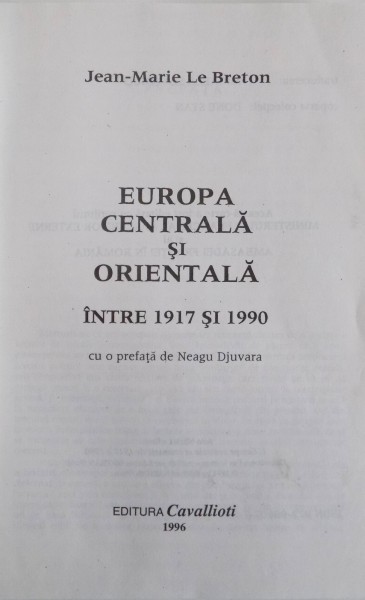 Jean-Marie Le Breton
EUROPA
CENTRALĂ
ŞI
ORIENTALĂ
ÎNTRE 1917 ŞI 1990
cu o prefaţă de Neagu Djuvara
EDITURA Cavallioti
1996